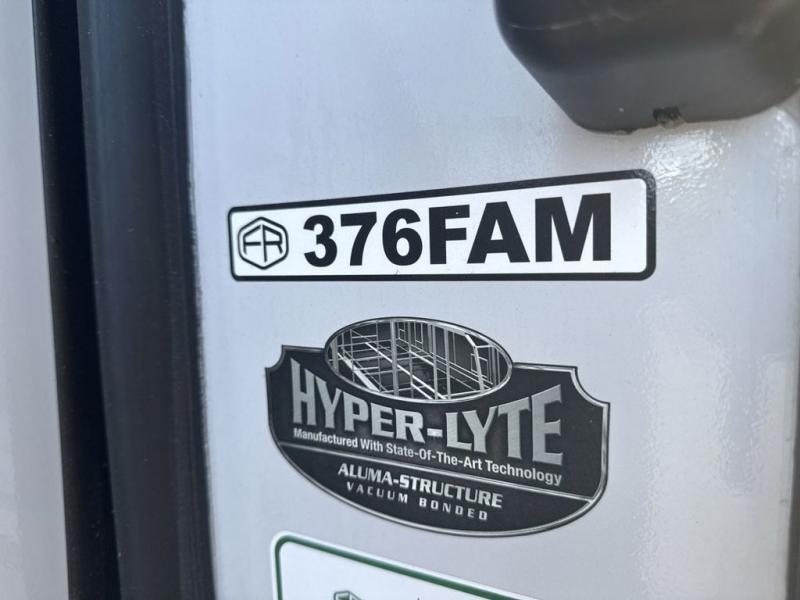 FR 376FAM
HYPER-LYTE
Manufactured With State-Of-The-Art Technology
ALUMA-STRUCTURE
VACUUM BONDED